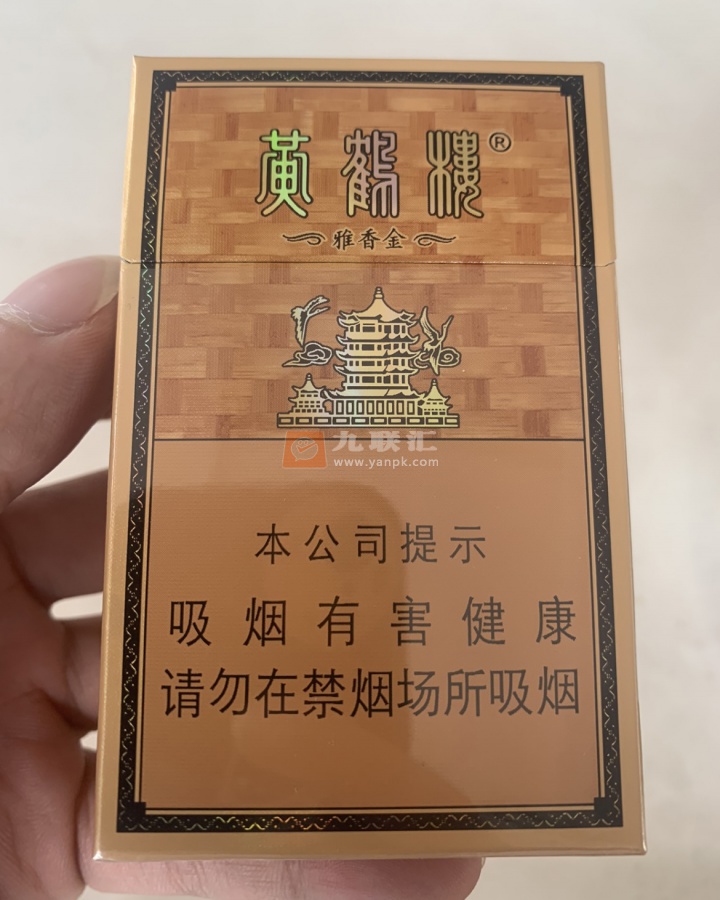 黄鹤楼®
雅香金
九联汇
www.yanpk.com
本公司提示
吸烟有害健康
请勿在禁烟场所吸烟